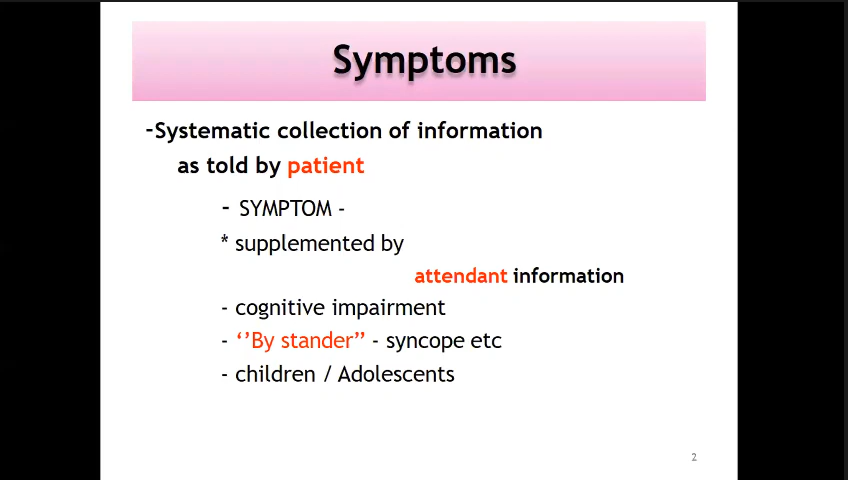 Symptoms
-Systematic collection of information
as told by patient
- SYMPTOM -
* supplemented by
attendant information
- cognitive impairment
- ‘’By stander” - syncope etc
- children / Adolescents
2